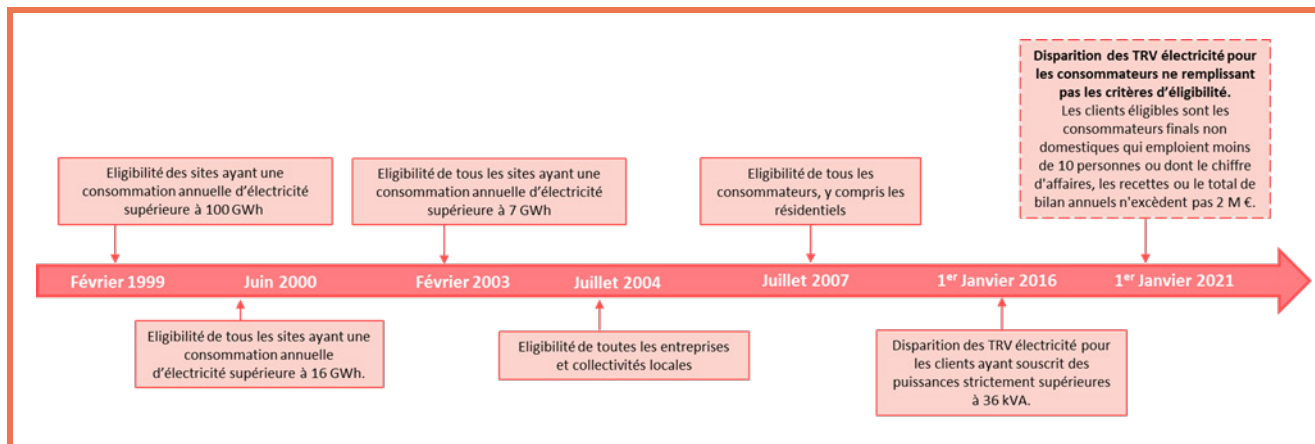 Disparition des TRV électricité pour
les consommateurs ne remplissant
pas les critères d'éligibilité.
Les clients éligibles sont les
consommateurs finals non
domestiques qui emploient moins
de 10 personnes ou dont le chiffre
d'affaires, les recettes ou le total de
bilan annuels n'excèdent pas 2 M €.
Eligibilité des sites ayant une
consommation annuelle d'électricité
supérieure à 100 GWh
Eligibilité de tous les sites ayant une
consommation annuelle d'électricité
supérieure à 7 GWh
Eligibilité de tous les
consommateurs, y compris les
résidentiels
Février 1999 Juin 2000 Février 2003 Juillet 2004 Juillet 2007 1er Janvier 2016 1er Janvier 2021
Eligibilité de tous les sites ayant une
consommation annuelle
d'électricité supérieure à 16 GWh.
Eligibilité de toutes les entreprises
et collectivités locales
Disparition des TRV électricité pour
les clients ayant souscrit des
puissances strictement supérieures
à 36 kVA.